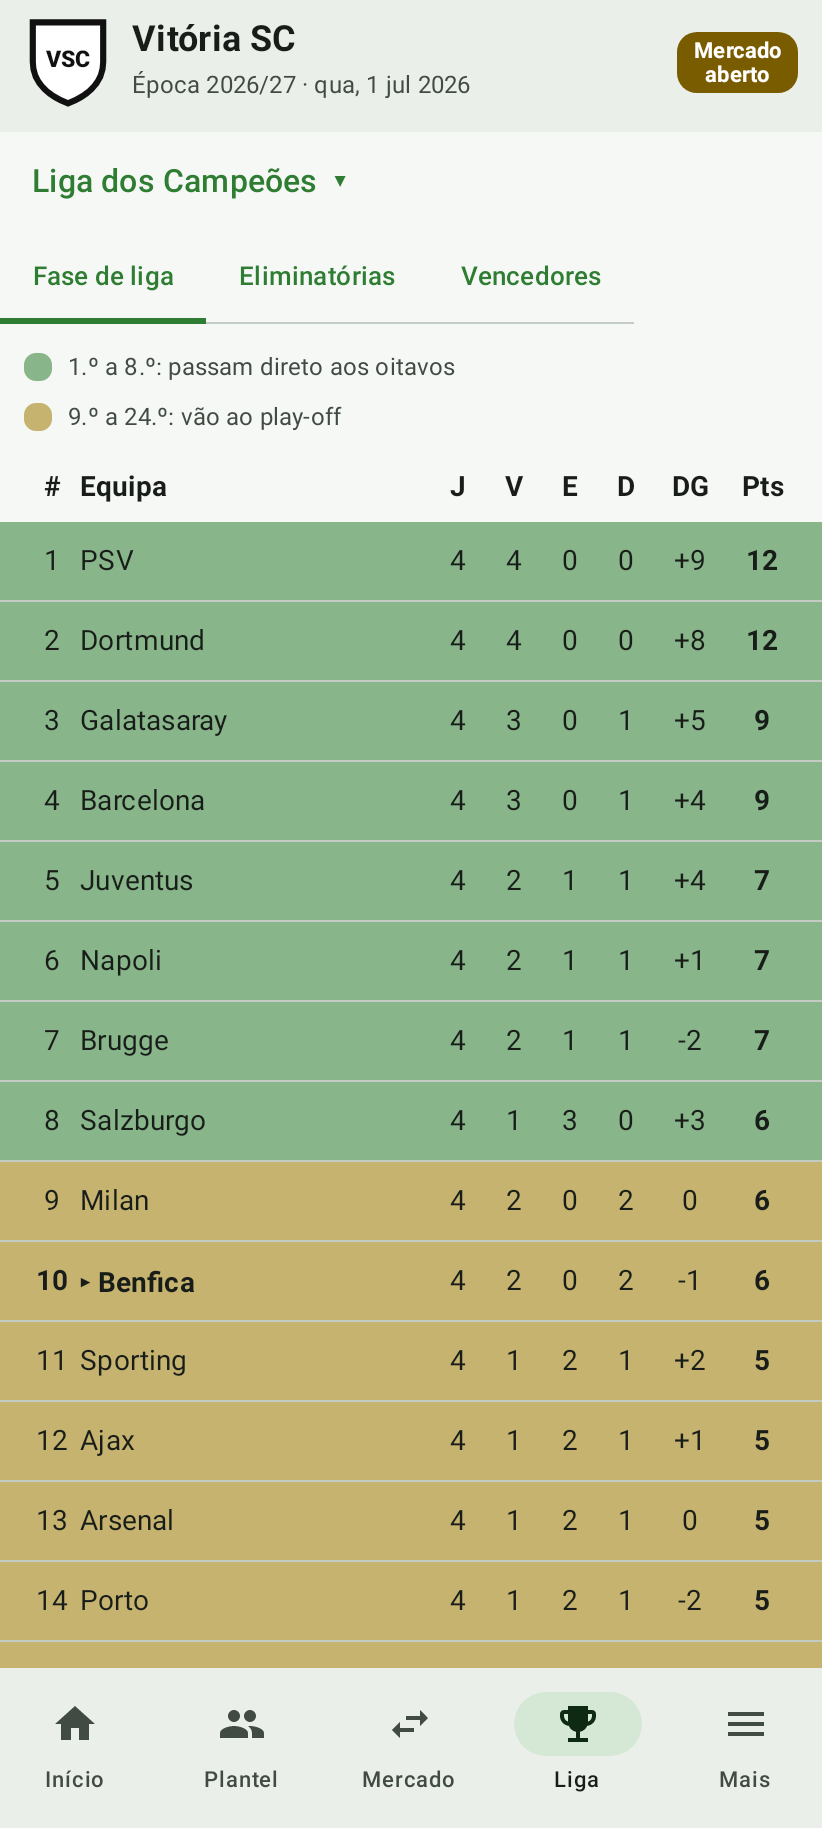 VSC
Vitória SC
Época 2026/27 · qua, 1 jul 2026
Mercado
aberto
Liga dos Campeões ▼
Fase de liga Eliminatórias Vencedores
1.º a 8.º: passam direto aos oitavos
9.º a 24.º: vão ao play-off
# Equipa J V E D DG Pts
1 PSV 4 4 0 0 +9 12
2 Dortmund 4 4 0 0 +8 12
3 Galatasaray 4 3 0 1 +5 9
4 Barcelona 4 3 0 1 +4 9
5 Juventus 4 2 1 1 +4 7
6 Napoli 4 2 1 1 +1 7
7 Brugge 4 2 1 1 -2 7
8 Salzburgo 4 1 3 0 +3 6
9 Milan 4 2 0 2 0 6
10 ▸ Benfica 4 2 0 2 -1 6
11 Sporting 4 1 2 1 +2 5
12 Ajax 4 1 2 1 +1 5
13 Arsenal 4 1 2 1 0 5
14 Porto 4 1 2 1 -2 5
Início Plantel Mercado Liga Mais